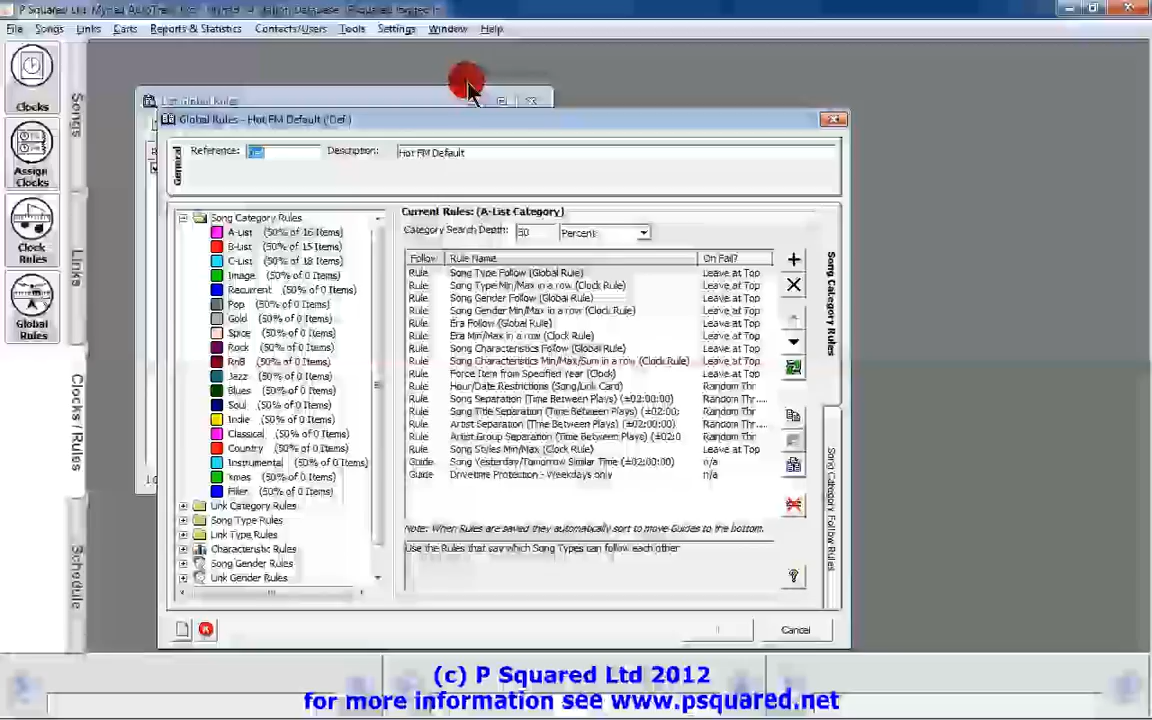 P Squared Ltd Myriad AutoTrack
File Songs Links Carts Reports & Statistics Contacts/Users Tools Settings Window Help
Clocks
Assign Clocks
Clock Rules
Global Rules
Songs
Links
Clocks / Rules
Schedule
List Global Rules
Global Rules - Hot FM Default ('Def')
General
Reference:
Description: Hot FM Default
Song Category Rules
A-List (50% of 16 Items)
B-List (50% of 15 Items)
C-List (50% of 18 Items)
Image (50% of 0 Items)
Recurrent (50% of 0 Items)
Pop (50% of 0 Items)
Gold (50% of 0 Items)
Spice (50% of 0 Items)
Rock (50% of 0 Items)
RnB (50% of 0 Items)
Jazz (50% of 0 Items)
Blues (50% of 0 Items)
Soul (50% of 0 Items)
Indie (50% of 0 Items)
Classical (50% of 0 Items)
Country (50% of 0 Items)
Instrumental (50% of 0 Items)
Xmas (50% of 0 Items)
Filler (50% of 0 Items)
Link Category Rules
Song Type Rules
Link Type Rules
Characteristic Rules
Song Gender Rules
Link Gender Rules
Current Rules: (A-List Category)
Category Search Depth: 50 Percent
Follow Rule Name On Fail?
Rule Song Type Follow (Global Rule) Leave at Top
Rule Song Type Min/Max in a row (Clock Rule) Leave at Top
Rule Song Gender Follow (Global Rule) Leave at Top
Rule Song Gender Min/Max in a row (Clock Rule) Leave at Top
Rule Era Follow (Global Rule) Leave at Top
Rule Era Min/Max in a row (Clock Rule) Leave at Top
Rule Song Characteristics Follow (Global Rule) Leave at Top
Rule Song Characteristics Min/Max/Sum in a row (Clock Rule) Leave at Top
Rule Force Item from Specified Year (Clock) Leave at Top
Rule Hour/Date Restrictions (Song/Link Card) Random Thr...
Rule Song Separation (Time Between Plays) (±02:00:00) Random Thr...
Rule Song Title Separation (Time Between Plays) (±02:00: Random Thr...
Rule Artist Separation (Time Between Plays) (±02:00:00) Random Thr...
Rule Artist Group Separation (Time Between Plays) (±02:0 Random Thr...
Rule Song Styles Min/Max (Clock Rule) Leave at Top
Guide Song Yesterday/Tomorrow Similar Time (±02:00:00) n/a
Guide Drivetime Protection - Weekdays only n/a
Note: When Rules are saved they automatically sort to move Guides to the bottom.
Use the Rules that say which Song Types can follow each other
Song Category Rules
Song Category Follow Rules
Cancel
(c) P Squared Ltd 2012
for more information see www.psquared.net